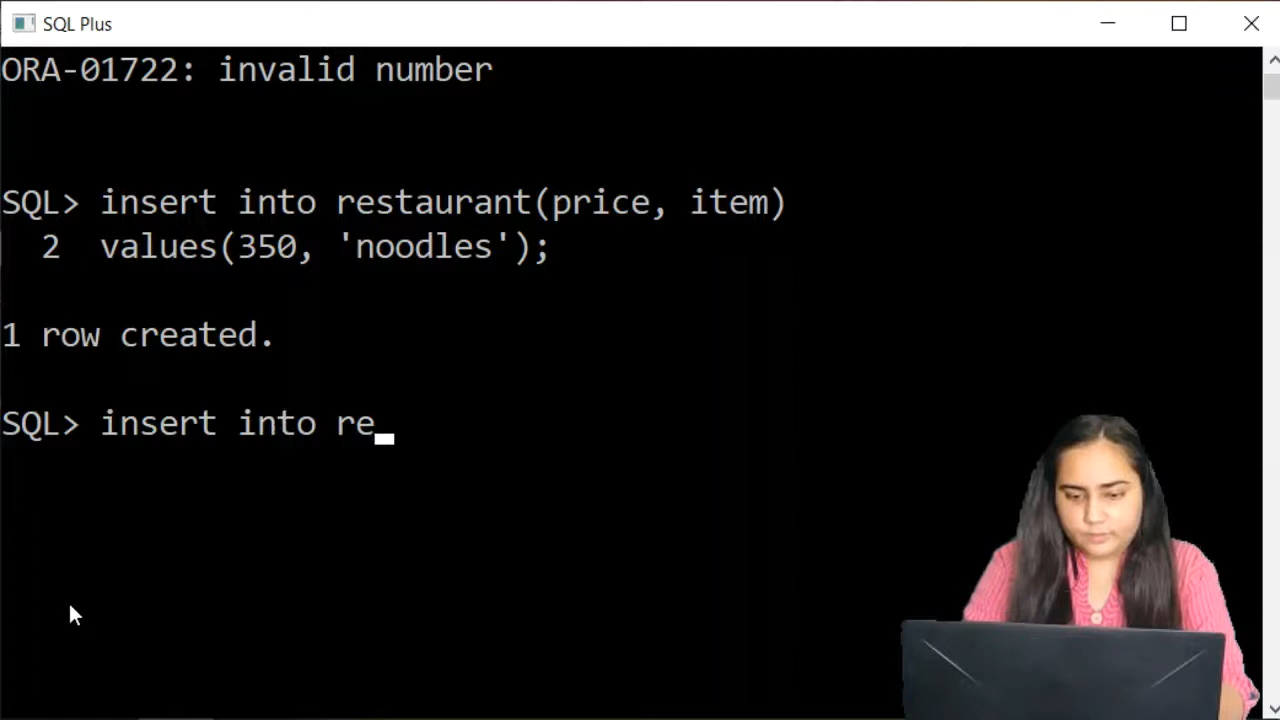 SQL Plus
ORA-01722: invalid number
SQL> insert into restaurant(price, item)
2 values(350, 'noodles');
1 row created.
SQL> insert into re